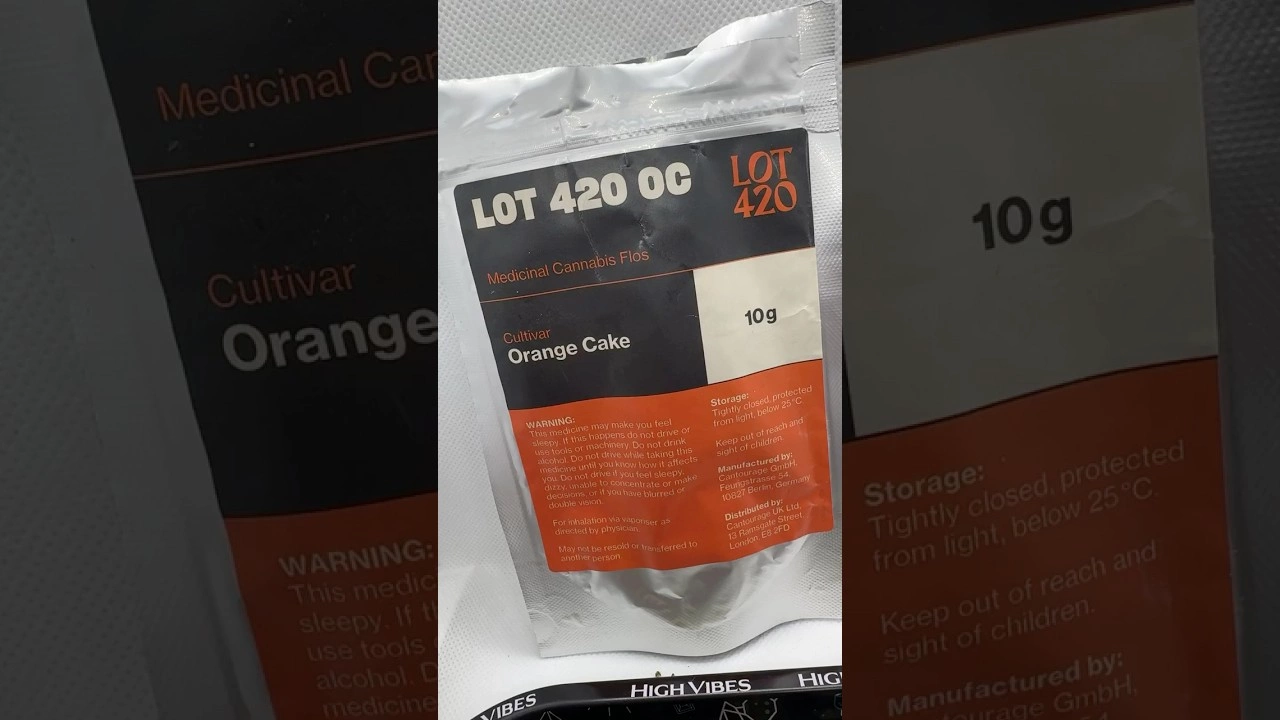 LOT 420 OC
LOT
420
Medicinal Cannabis Flos
Cultivar
Orange Cake
10g
WARNING:
This medicine may make you feel
sleepy. If this happens do not drive or
use tools or machinery. Do not drink
alcohol. Do not drive while taking this
medicine until you know how it affects
you. Do not drive if you feel sleepy,
dizzy, unable to concentrate or make
decisions, or if you have blurred or
double vision.
For inhalation via vaporiser as
directed by physician.
May not be resold or transferred to
another person.
Storage:
Tightly closed, protected
from light, below 25°C.
Keep out of reach and
sight of children.
Manufactured by:
Cantourage GmbH,
Feurigstrasse 54,
10827 Berlin, Germany
Distributed by:
Cantourage UK Ltd,
13 Ramsgate Street,
London, E8 2FD
VIBES
HIGH VIBES
HIG
Medicinal Can
Cultivar
Orange
WARNING:
This medic
sleepy. If t
use tools
alcohol. D
medicine
10g
Storage:
Tightly closed, protected
from light, below 25°C.
Keep out of reach and
sight of children.
Manufactured by:
Cantourage GmbH,